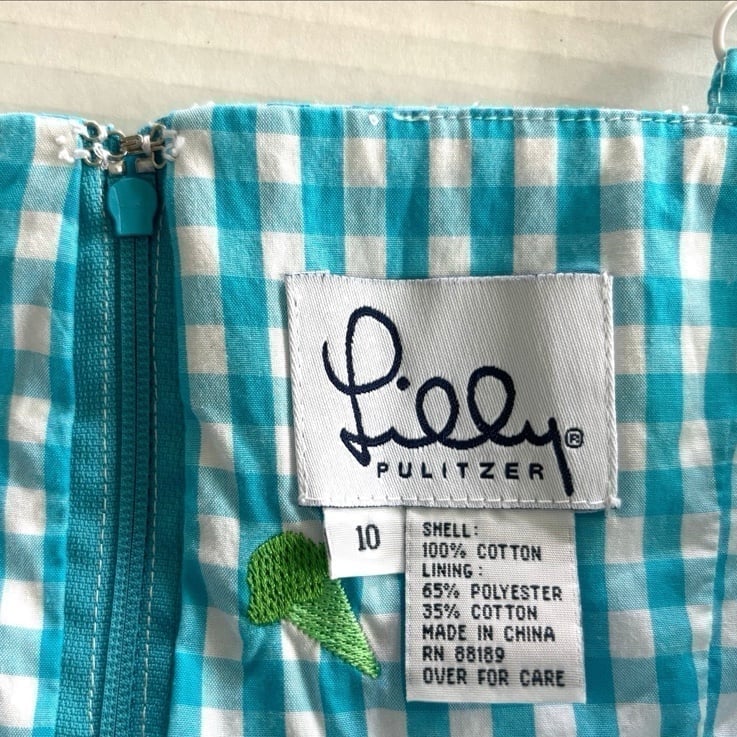 Lilly®
PULITZER
10
SHELL:
100% COTTON
LINING:
65% POLYESTER
35% COTTON
MADE IN CHINA
RN 88189
OVER FOR CARE